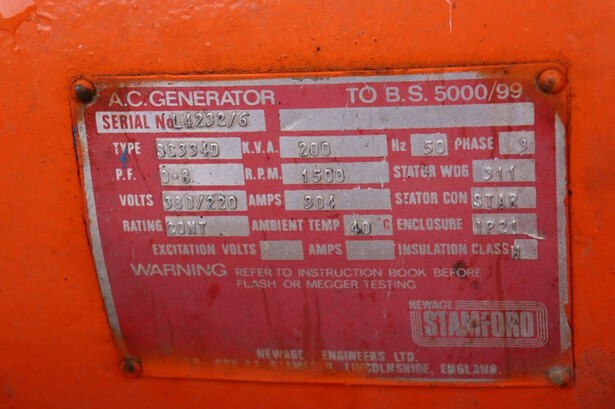 A.C. GENERATOR TO B.S. 5000/99
SERIAL No. L4232/6
TYPE SC334D K.V.A. 200 Hz 50 PHASE 3
P.F. 0.8 R.P.M. 1500 STATOR WDG 311
VOLTS 380/220 AMPS 304 STATOR CON STAR
RATING CONT AMBIENT TEMP 40 °C ENCLOSURE IP21
EXCITATION VOLTS AMPS INSULATION CLASS H
WARNING REFER TO INSTRUCTION BOOK BEFORE
FLASH OR MEGGER TESTING
NEWAGE
STAMFORD
NEWAGE ENGINEERS LTD.
BOX 17 LINCOLNSHIRE, ENGLAND.